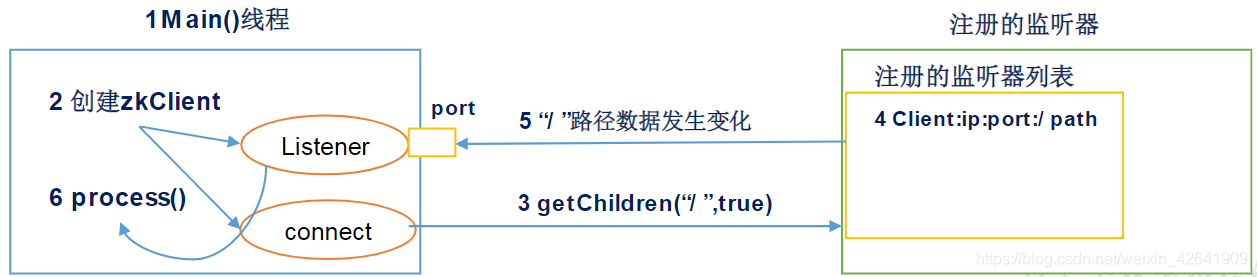 1Main()线程
注册的监听器
2 创建zkClient
port
Listener
5 “/ ”路径数据发生变化
注册的监听器列表
4 Client:ip:port:/ path
6 process()
connect
3 getChildren(“/ ”,true)
https://blog.csdn.net/weixin_42641909